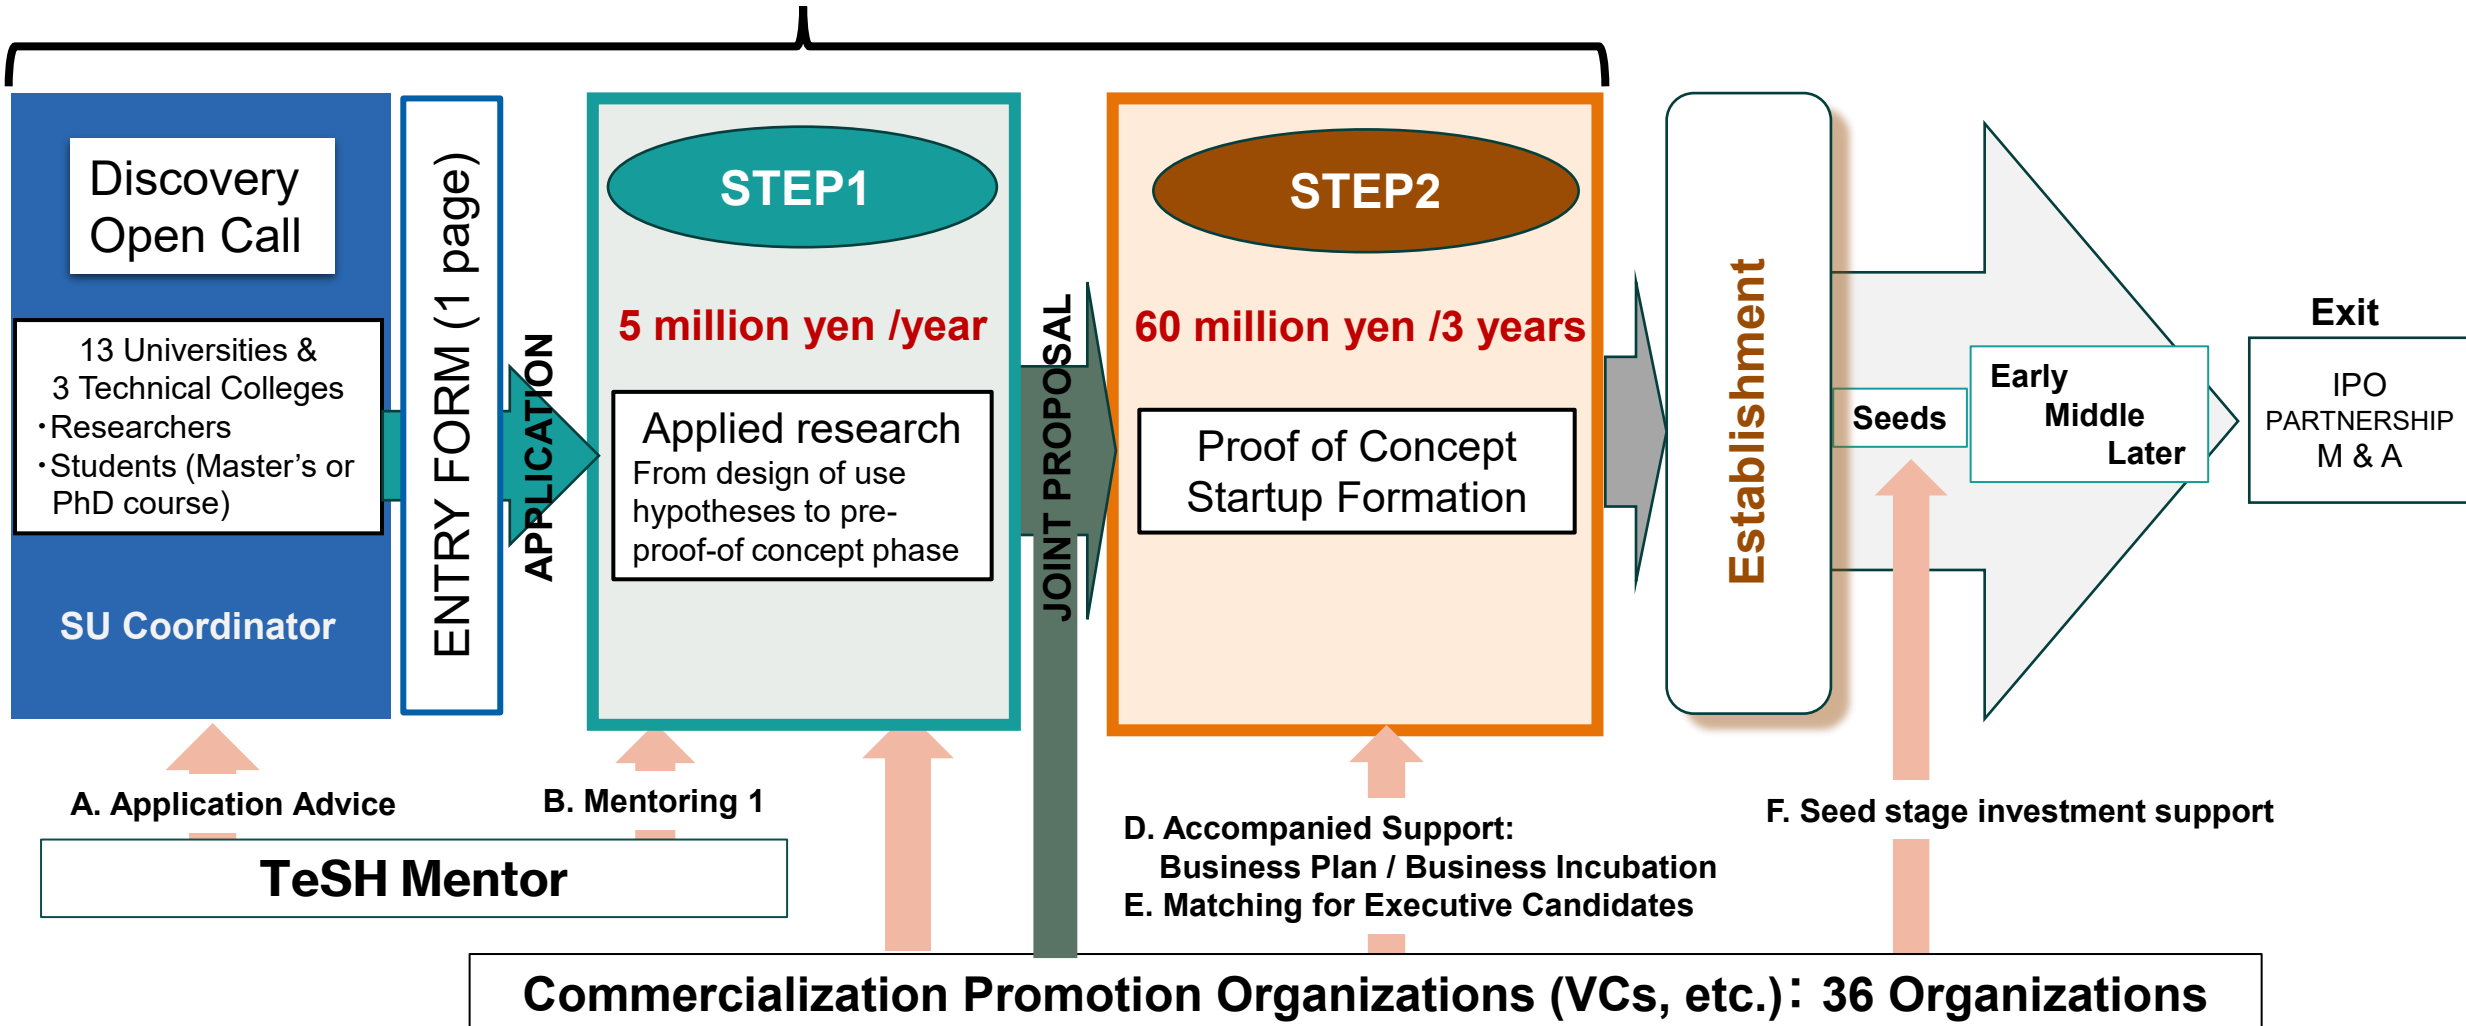 Discovery
Open Call
13 Universities &
3 Technical Colleges
・Researchers
・Students (Master's or
PhD course)
SU Coordinator
ENTRY FORM (1 page)
APPLICATION
STEP1
5 million yen /year
Applied research
From design of use
hypotheses to pre-
proof-of concept phase
JOINT PROPOSAL
STEP2
60 million yen /3 years
Proof of Concept
Startup Formation
Establishment
Seeds
Early
Middle
Later
Exit
IPO
PARTNERSHIP
M & A
A. Application Advice
B. Mentoring 1
TeSH Mentor
D. Accompanied Support:
Business Plan / Business Incubation
E. Matching for Executive Candidates
F. Seed stage investment support
Commercialization Promotion Organizations (VCs, etc.)：36 Organizations